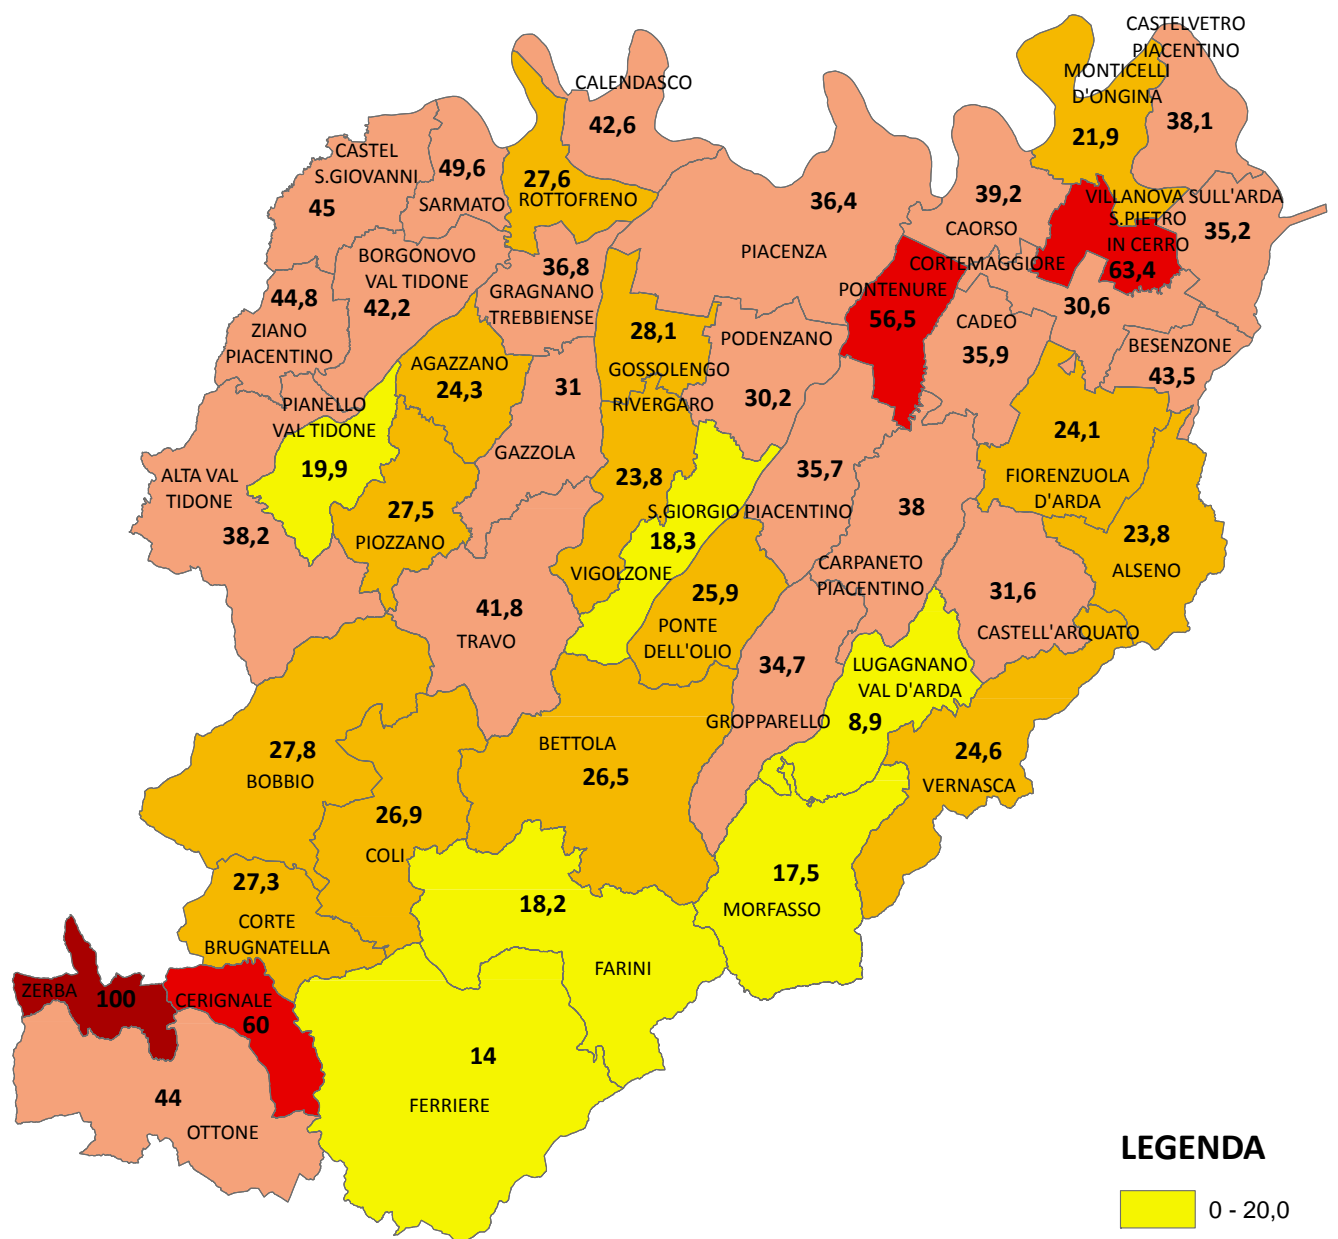 CASTELVETRO
PIACENTINO
38,1
MONTICELLI
D'ONGINA
21,9
CALENDASCO
42,6
CASTEL
S.GIOVANNI
45
49,6
SARMATO
27,6
ROTTOFRENO
36,4
PIACENZA
39,2
CAORSO
VILLANOVA SULL'ARDA
35,2
S.PIETRO
IN CERRO
63,4
BORGONOVO
VAL TIDONE
42,2
36,8
GRAGNANO
TREBBIENSE
CORTEMAGGIORE
30,6
PONTENURE
56,5
44,8
ZIANO
PIACENTINO
28,1
GOSSOLENGO
PODENZANO
30,2
CADEO
35,9
BESENZONE
43,5
AGAZZANO
24,3
31
GAZZOLA
RIVERGARO
23,8
PIANELLO
VAL TIDONE
19,9
24,1
FIORENZUOLA
D'ARDA
ALTA VAL
TIDONE
38,2
27,5
PIOZZANO
S.GIORGIO PIACENTINO
35,7
18,3
VIGOLZONE
38
CARPANETO
PIACENTINO
23,8
ALSENO
41,8
TRAVO
25,9
PONTE
DELL'OLIO
31,6
CASTELL'ARQUATO
34,7
GROPPARELLO
LUGAGNANO
VAL D'ARDA
8,9
27,8
BOBBIO
BETTOLA
26,5
24,6
VERNASCA
26,9
COLI
27,3
CORTE
BRUGNATELLA
18,2
FARINI
17,5
MORFASSO
ZERBA
100
CERIGNALE
60
14
FERRIERE
44
OTTONE
LEGENDA
0 - 20,0